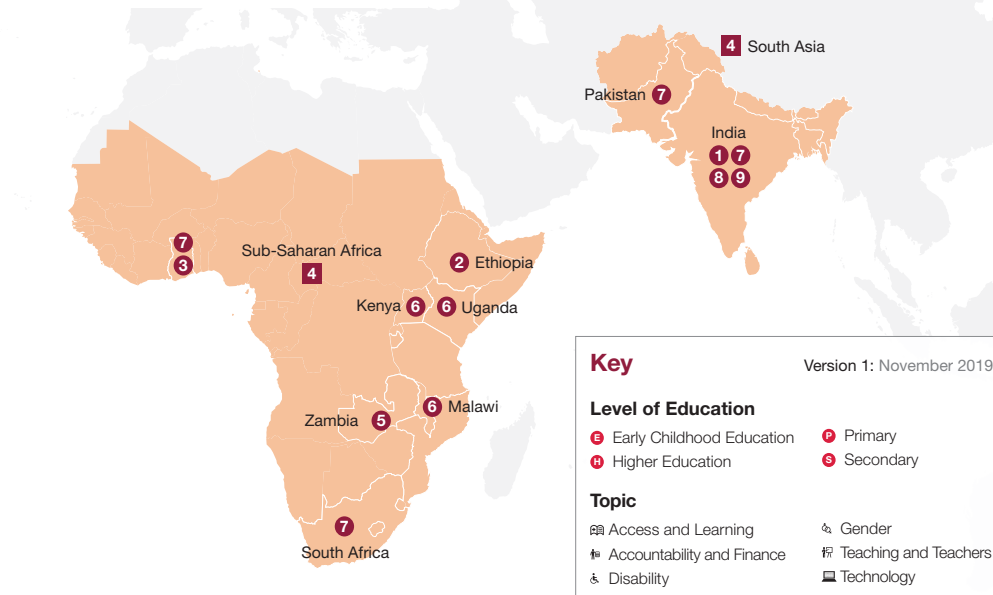 4 South Asia
Pakistan 7
India
1 7
8 9
7
3
Sub-Saharan Africa
4
2 Ethiopia
Kenya 6 6 Uganda
6 Malawi
Zambia 5
7
South Africa
Key Version 1: November 2019
Level of Education
E Early Childhood Education P Primary
H Higher Education S Secondary
Topic
Access and Learning Gender
Accountability and Finance Teaching and Teachers
Disability Technology